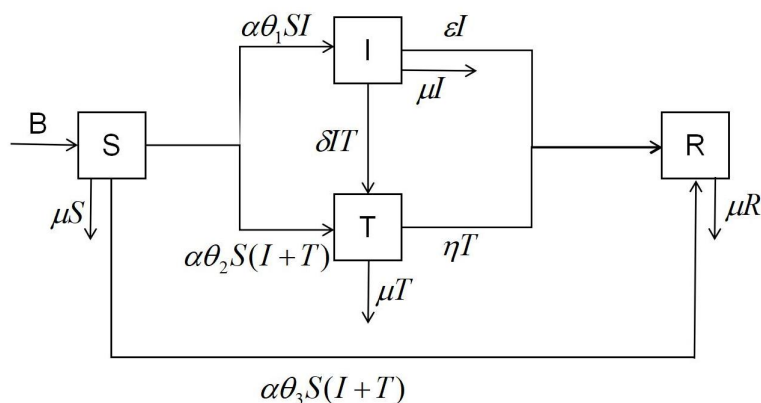 αθ₁SI
εI
I
μI
B
S
δIT
R
μS
μR
T
αθ₂S(I+T)
ηT
μT
αθ₃S(I+T)